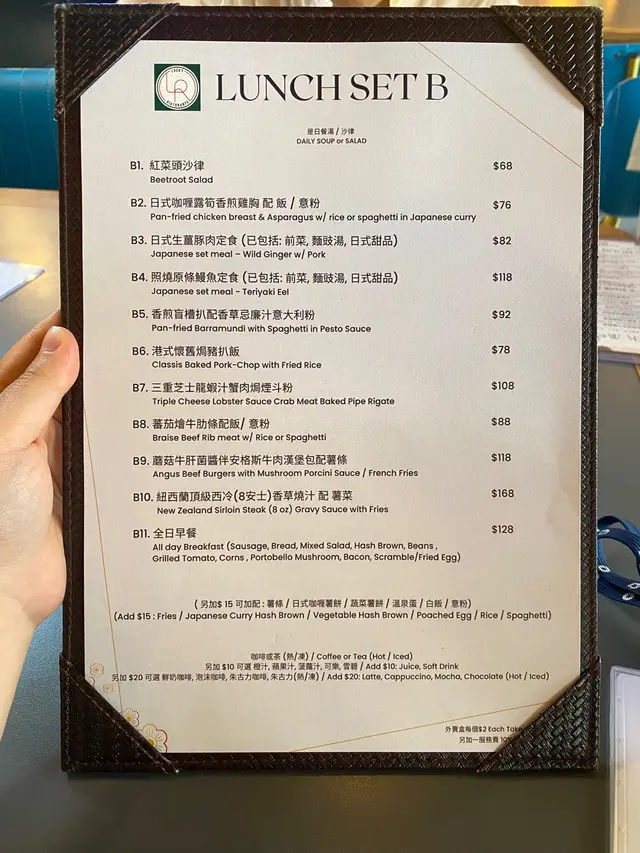 LUCKY
LR
RISTORANTE
LUNCH SET B
是日餐湯 / 沙律
DAILY SOUP or SALAD
B1. 紅菜頭沙律 $68
Beetroot Salad
B2. 日式咖喱露筍香煎雞胸 配 飯 / 意粉 $76
Pan-fried chicken breast & Asparagus w/ rice or spaghetti in Japanese curry
B3. 日式生薑豚肉定食 (已包括: 前菜, 麵豉湯, 日式甜品) $82
Japanese set meal – Wild Ginger w/ Pork
B4. 照燒原條鰻魚定食 (已包括: 前菜, 麵豉湯, 日式甜品) $118
Japanese set meal - Teriyaki Eel
B5. 香煎盲槽扒配香草忌廉汁意大利粉 $92
Pan-fried Barramundi with Spaghetti in Pesto Sauce
B6. 港式懷舊焗豬扒飯 $78
Classis Baked Pork-Chop with Fried Rice
B7. 三重芝士龍蝦汁蟹肉焗煙斗粉 $108
Triple Cheese Lobster Sauce Crab Meat Baked Pipe Rigate
B8. 蕃茄燴牛肋條配飯/ 意粉 $88
Braise Beef Rib meat w/ Rice or Spaghetti
B9. 蘑菇牛肝菌醬伴安格斯牛肉漢堡包配薯條 $118
Angus Beef Burgers with Mushroom Porcini Sauce / French Fries
B10. 紐西蘭頂級西冷(8安士)香草燒汁 配 薯菜 $168
New Zealand Sirloin Steak (8 oz) Gravy Sauce with Fries
B11. 全日早餐 $128
All day Breakfast (Sausage, Bread, Mixed Salad, Hash Brown, Beans ,
Grilled Tomato, Corns , Portobello Mushroom, Bacon, Scramble/Fried Egg)
( 另加$ 15 可加配 : 薯條 / 日式咖喱薯餅 / 蔬菜薯餅 / 溫泉蛋 / 白飯 / 意粉)
(Add $15 : Fries / Japanese Curry Hash Brown / Vegetable Hash Brown / Poached Egg / Rice / Spaghetti)
咖啡或茶 (熱/凍) / Coffee or Tea (Hot / Iced)
另加 $10 可選 橙汁, 蘋果汁, 菠蘿汁, 可樂, 雪碧 / Add $10: Juice, Soft Drink
另加 $20 可選 鮮奶咖啡, 泡沫咖啡, 朱古力咖啡, 朱古力(熱/凍) / Add $20: Latte, Cappuccino, Mocha, Chocolate (Hot / Iced)
外賣盒每個$2 Each Take
另加一服務費 10%